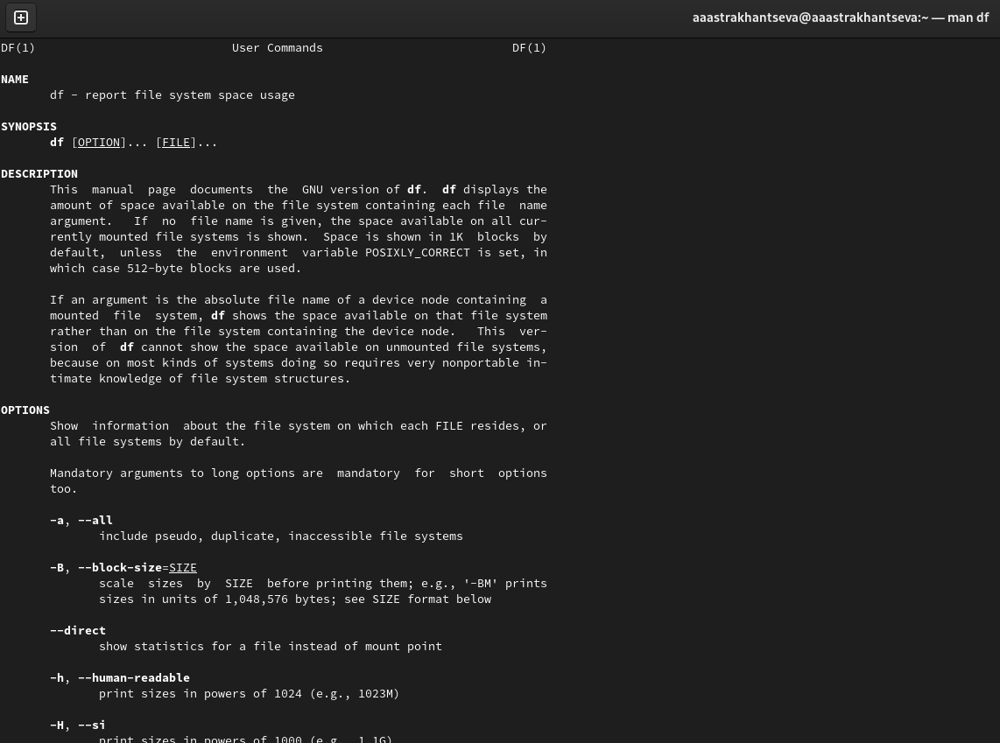 aaastrakhantseva@aaastrakhantseva:~ — man df
DF(1) User Commands DF(1)
NAME
df - report file system space usage
SYNOPSIS
df [OPTION]... [FILE]...
DESCRIPTION
This manual page documents the GNU version of df. df displays the
amount of space available on the file system containing each file name
argument. If no file name is given, the space available on all cur-
rently mounted file systems is shown. Space is shown in 1K blocks by
default, unless the environment variable POSIXLY_CORRECT is set, in
which case 512-byte blocks are used.
If an argument is the absolute file name of a device node containing a
mounted file system, df shows the space available on that file system
rather than on the file system containing the device node. This ver-
sion of df cannot show the space available on unmounted file systems,
because on most kinds of systems doing so requires very nonportable in-
timate knowledge of file system structures.
OPTIONS
Show information about the file system on which each FILE resides, or
all file systems by default.
Mandatory arguments to long options are mandatory for short options
too.
-a, --all
include pseudo, duplicate, inaccessible file systems
-B, --block-size=SIZE
scale sizes by SIZE before printing them; e.g., '-BM' prints
sizes in units of 1,048,576 bytes; see SIZE format below
--direct
show statistics for a file instead of mount point
-h, --human-readable
print sizes in powers of 1024 (e.g., 1023M)
-H, --si
print sizes in powers of 1000 (e.g., 1.1G)